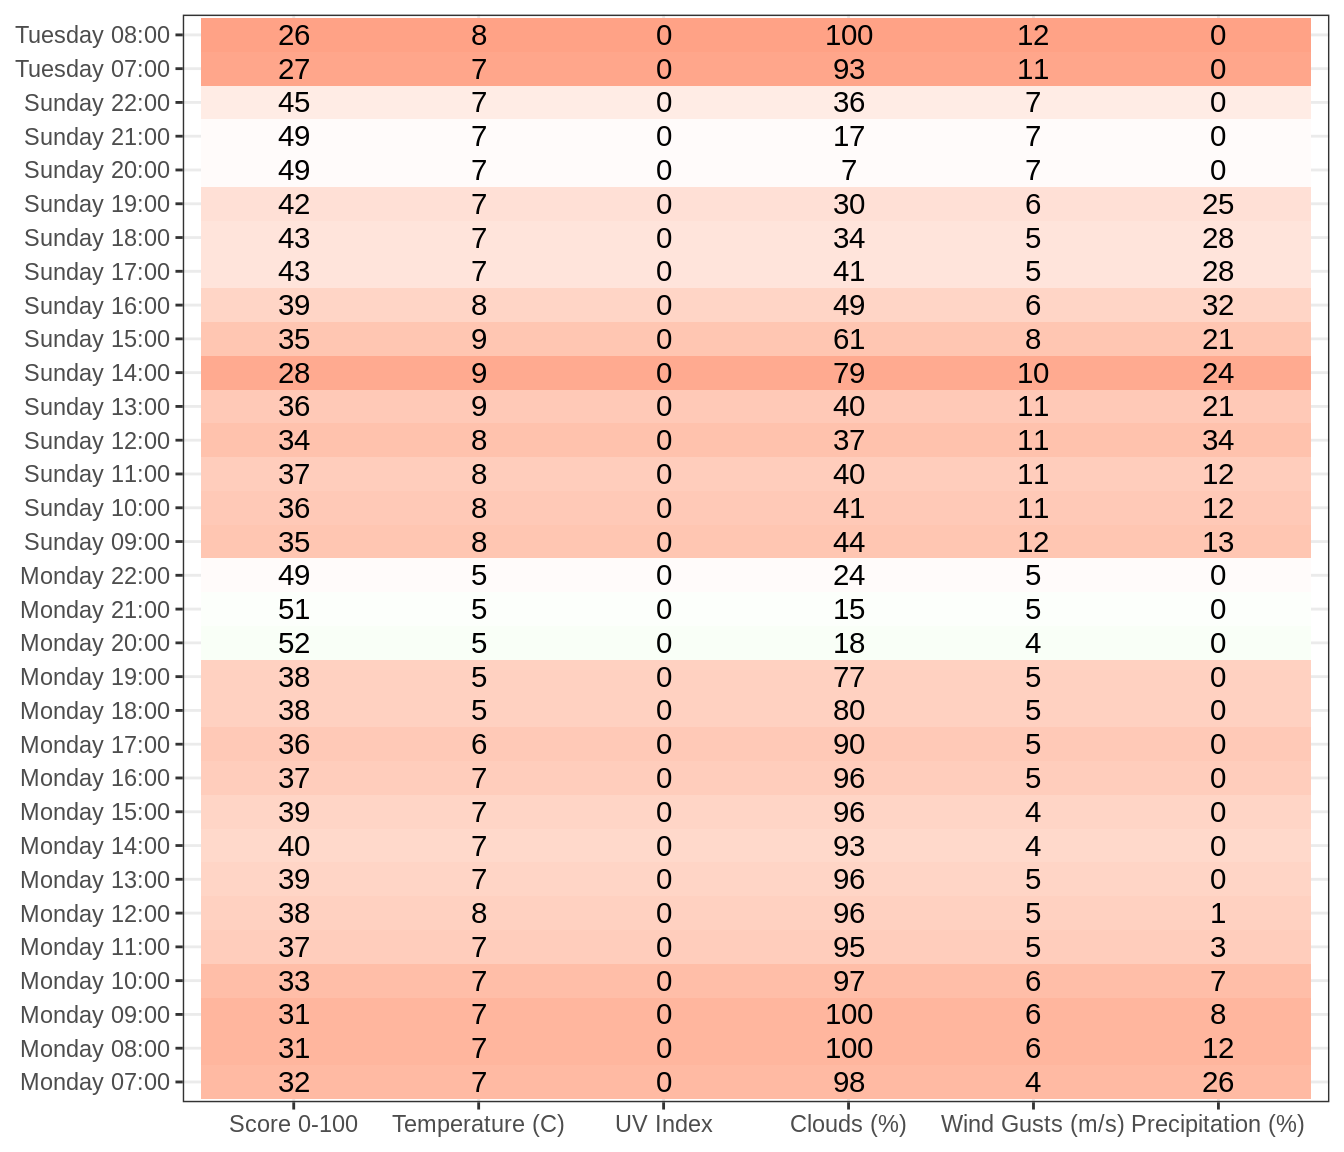 Tuesday 08:00 26 8 0 100 12 0
Tuesday 07:00 27 7 0 93 11 0
Sunday 22:00 45 7 0 36 7 0
Sunday 21:00 49 7 0 17 7 0
Sunday 20:00 49 7 0 7 7 0
Sunday 19:00 42 7 0 30 6 25
Sunday 18:00 43 7 0 34 5 28
Sunday 17:00 43 7 0 41 5 28
Sunday 16:00 39 8 0 49 6 32
Sunday 15:00 35 9 0 61 8 21
Sunday 14:00 28 9 0 79 10 24
Sunday 13:00 36 9 0 40 11 21
Sunday 12:00 34 8 0 37 11 34
Sunday 11:00 37 8 0 40 11 12
Sunday 10:00 36 8 0 41 11 12
Sunday 09:00 35 8 0 44 12 13
Monday 22:00 49 5 0 24 5 0
Monday 21:00 51 5 0 15 5 0
Monday 20:00 52 5 0 18 4 0
Monday 19:00 38 5 0 77 5 0
Monday 18:00 38 5 0 80 5 0
Monday 17:00 36 6 0 90 5 0
Monday 16:00 37 7 0 96 5 0
Monday 15:00 39 7 0 96 4 0
Monday 14:00 40 7 0 93 4 0
Monday 13:00 39 7 0 96 5 0
Monday 12:00 38 8 0 96 5 1
Monday 11:00 37 7 0 95 5 3
Monday 10:00 33 7 0 97 6 7
Monday 09:00 31 7 0 100 6 8
Monday 08:00 31 7 0 100 6 12
Monday 07:00 32 7 0 98 4 26
Score 0-100 Temperature (C) UV Index Clouds (%) Wind Gusts (m/s) Precipitation (%)